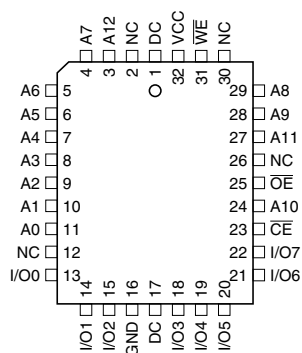 A7
A12
NC
DC
VCC
W̅E̅
NC
4
3
2
1
32
31
30
A6 5
A5 6
A4 7
A3 8
A2 9
A1 10
A0 11
NC 12
I/O0 13
29 A8
28 A9
27 A11
26 NC
25 O̅E̅
24 A10
23 C̅E̅
22 I/O7
21 I/O6
14
15
16
17
18
19
20
I/O1
I/O2
GND
DC
I/O3
I/O4
I/O5